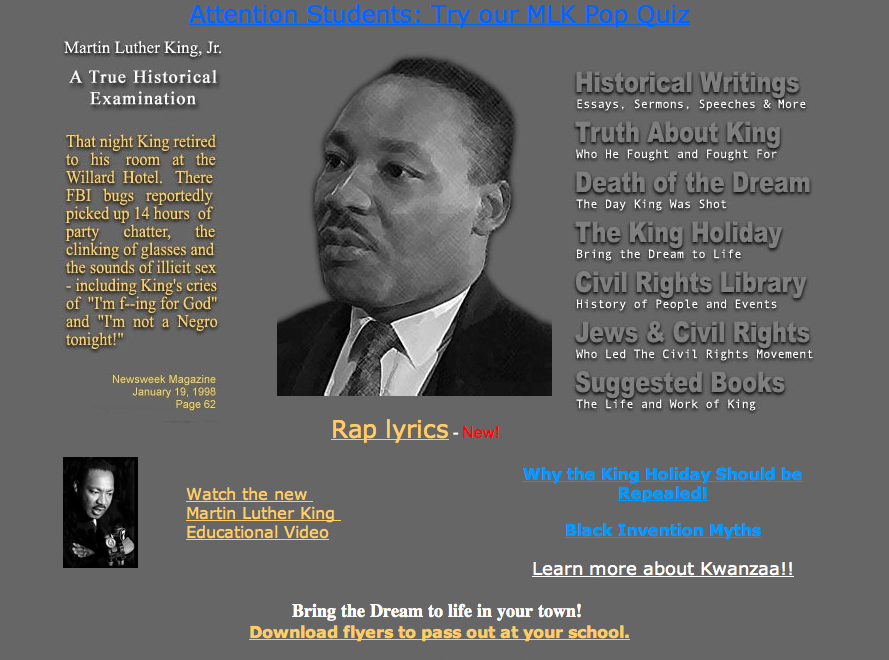 Attention Students: Try our MLK Pop Quiz
Martin Luther King, Jr.
A True Historical
Examination
That night King retired
to his room at the
Willard Hotel. There
FBI bugs reportedly
picked up 14 hours of
party chatter, the
clinking of glasses and
the sounds of illicit sex
- including King's cries
of "I'm f--ing for God"
and "I'm not a Negro
tonight!"
Newsweek Magazine
January 19, 1998
Page 62
Historical Writings
Essays, Sermons, Speeches & More
Truth About King
Who He Fought and Fought For
Death of the Dream
The Day King Was Shot
The King Holiday
Bring the Dream to Life
Civil Rights Library
History of People and Events
Jews & Civil Rights
Who Led The Civil Rights Movement
Suggested Books
The Life and Work of King
Rap lyrics - New!
Watch the new
Martin Luther King
Educational Video
Why the King Holiday Should be
Repealed!
Black Invention Myths
Learn more about Kwanzaa!!
Bring the Dream to life in your town!
Download flyers to pass out at your school.